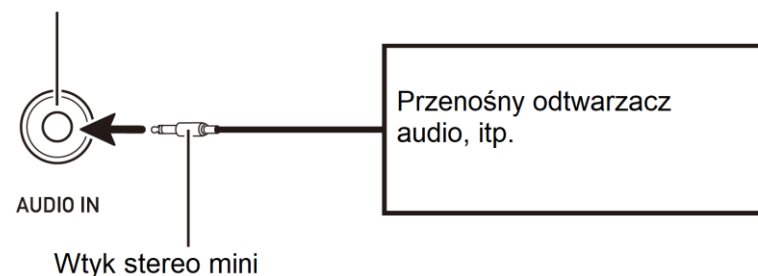 Przenośny odtwarzacz
audio, itp.
AUDIO IN
Wtyk stereo mini